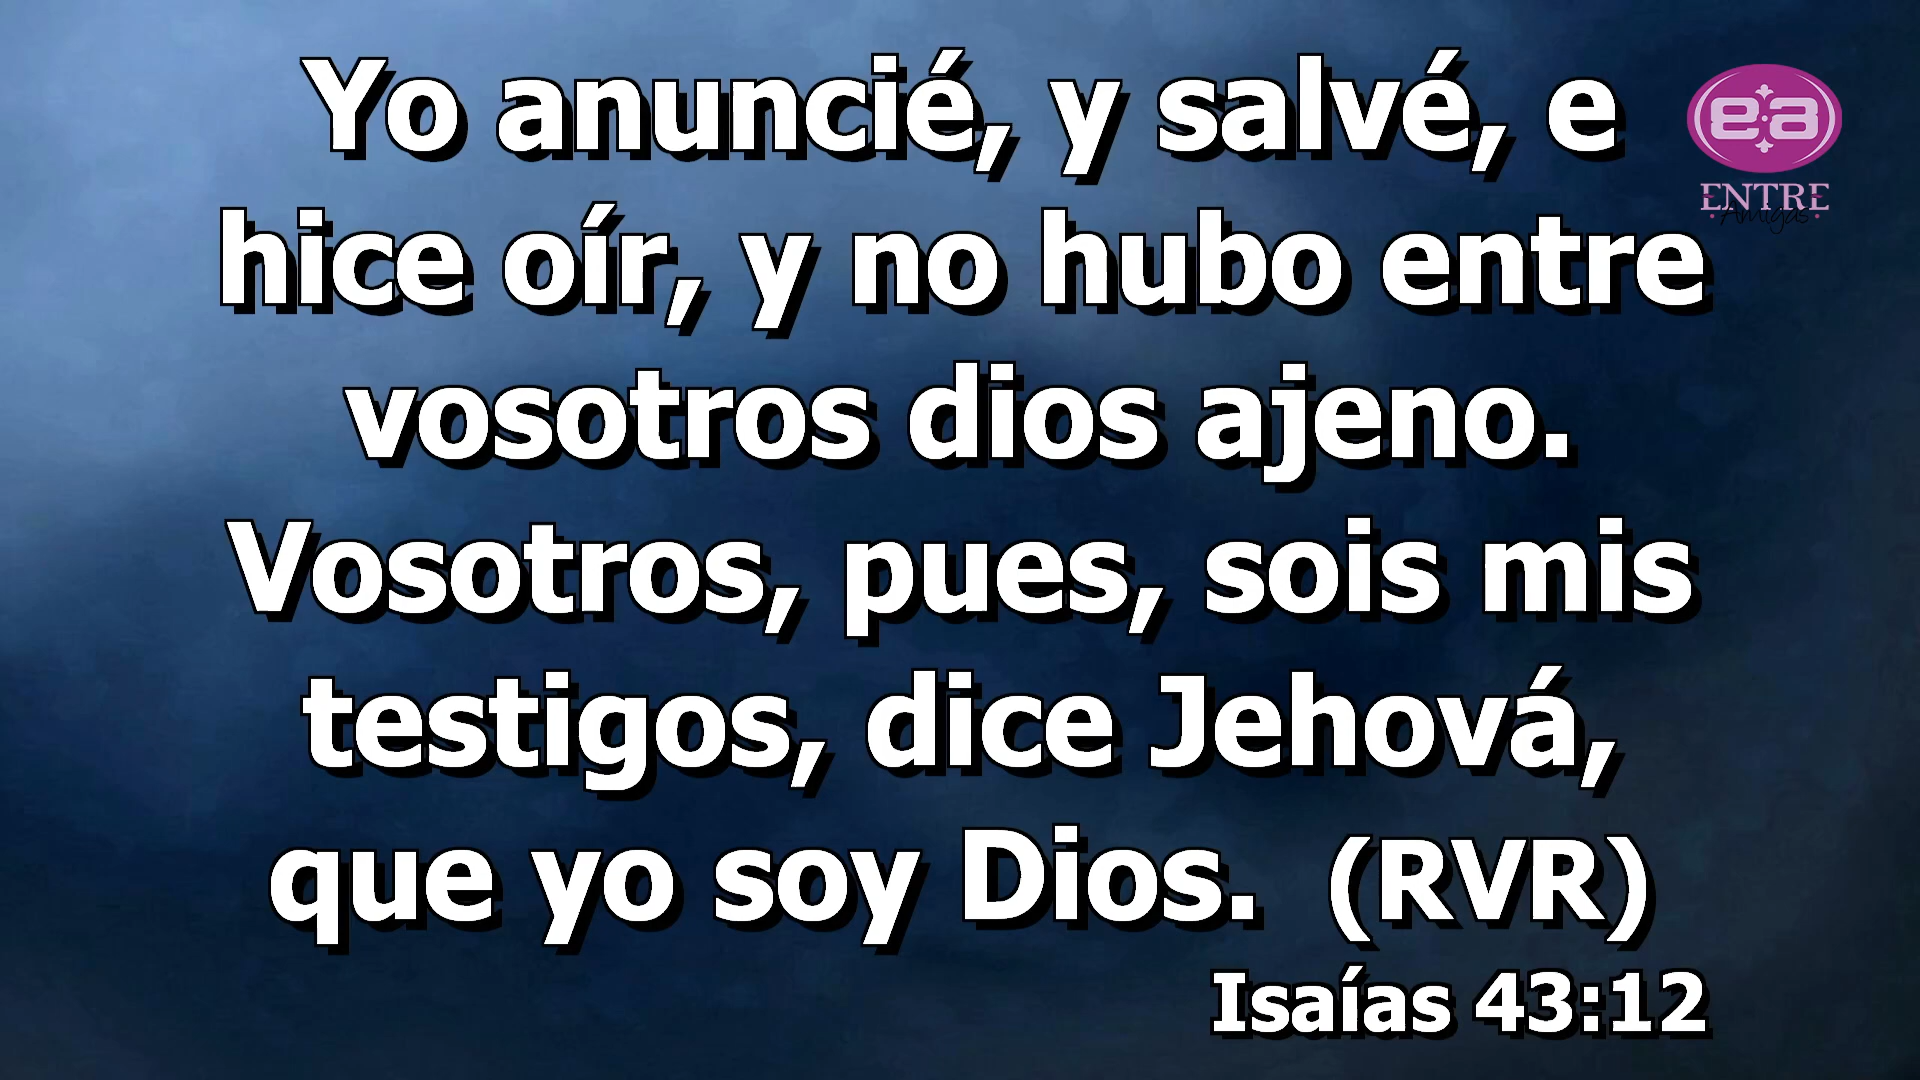 Yo anuncié, y salvé, e
hice oír, y no hubo entre
vosotros dios ajeno.
Vosotros, pues, sois mis
testigos, dice Jehová,
que yo soy Dios. (RVR)
Isaías 43:12
ea
ENTRE
Amigas